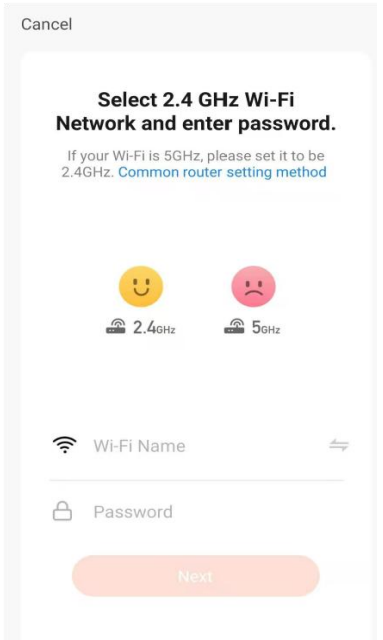 Cancel
Select 2.4 GHz Wi-Fi
Network and enter password.
If your Wi-Fi is 5GHz, please set it to be
2.4GHz. Common router setting method
2.4GHz 5GHz
Wi-Fi Name
Password
Next